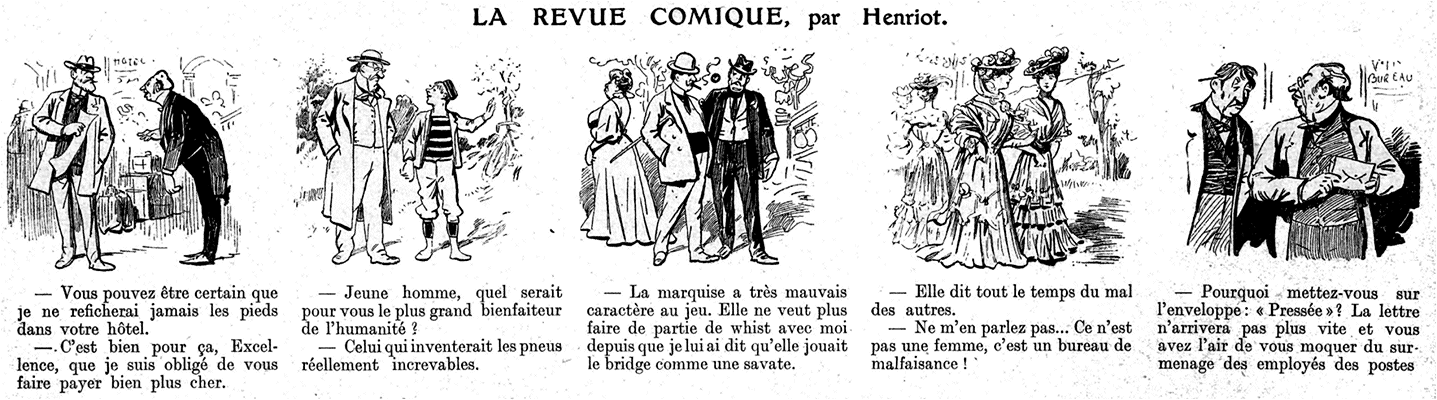 LA REVUE COMIQUE, par Henriot.
HOTEL
— Vous pouvez être certain que
je ne reficherai jamais les pieds
dans votre hôtel.
—. C'est bien pour ça, Excel-
lence, que je suis obligé de vous
faire payer bien plus cher.
— Jeune homme, quel serait
pour vous le plus grand bienfaiteur
de l'humanité ?
— Celui qui inventerait les pneus
réellement increvables.
— La marquise a très mauvais
caractère au jeu. Elle ne veut plus
faire de partie de whist avec moi
depuis que je lui ai dit qu'elle jouait
le bridge comme une savate.
— Elle dit tout le temps du mal
des autres.
— Ne m'en parlez pas... Ce n'est
pas une femme, c'est un bureau de
malfaisance !
BUREAU
— Pourquoi mettez-vous sur
l'enveloppe : « Pressée » ? La lettre
n'arrivera pas plus vite et vous
avez l'air de vous moquer du sur-
menage des employés des postes